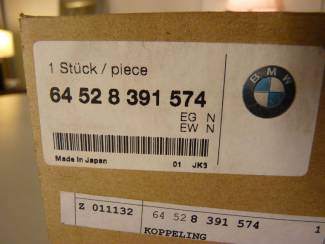 1 Stück / piece
BMW
64 52 8 391 574
EG N
EW N
Made in Japan 01 JK3
Z 011132 64 52 8 391 574 1
KOPPELING